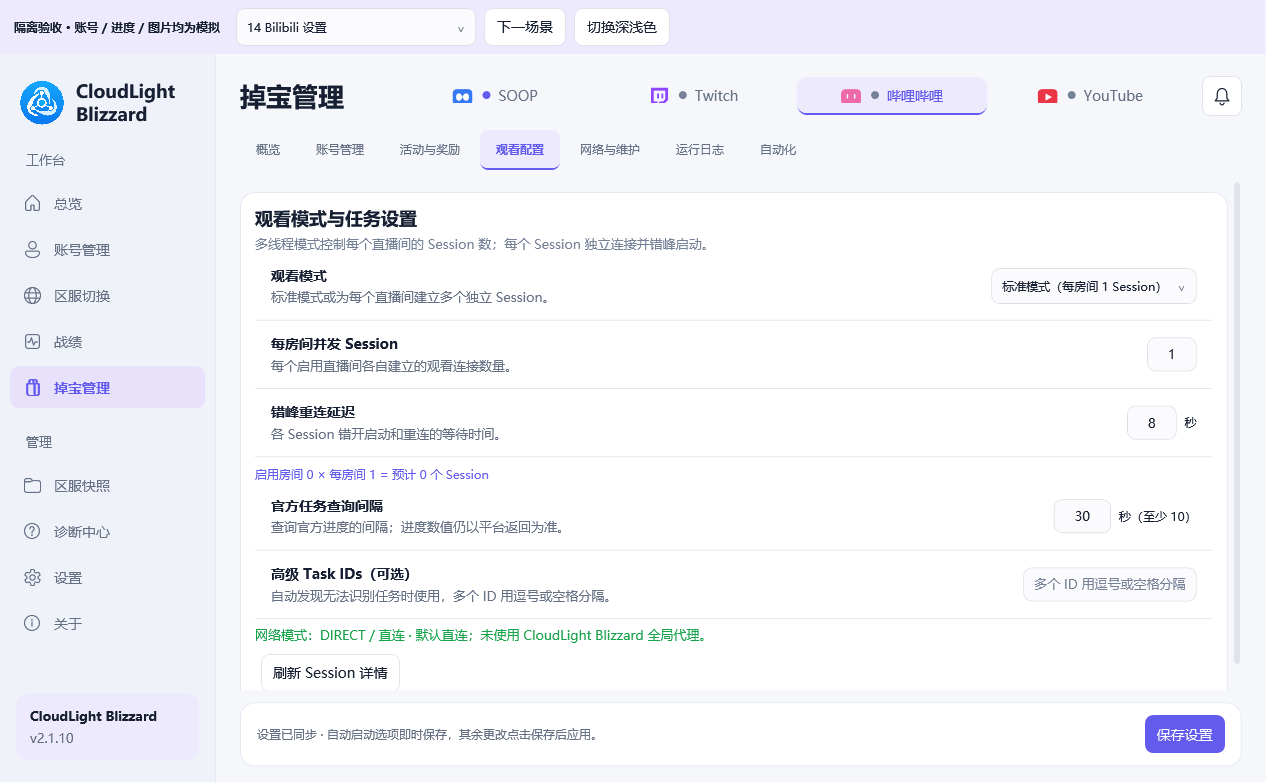 隔离验收 • 账号 / 进度 / 图片均为模拟
14 Bilibili 设置
下一场景
切换深浅色
CloudLight
Blizzard
工作台
总览
账号管理
区服切换
战绩
掉宝管理
管理
区服快照
诊断中心
设置
关于
CloudLight Blizzard
v2.1.10
掉宝管理
SOOP
Twitch
哔哩哔哩
YouTube
概览
账号管理
活动与奖励
观看配置
网络与维护
运行日志
自动化
观看模式与任务设置
多线程模式控制每个直播间的 Session 数；每个 Session 独立连接并错峰启动。
观看模式
标准模式或为每个直播间建立多个独立 Session。
标准模式（每房间 1 Session）
每房间并发 Session
每个启用直播间各自建立的观看连接数量。
1
错峰重连延迟
各 Session 错开启动和重连的等待时间。
8 秒
启用房间 0 × 每房间 1 = 预计 0 个 Session
官方任务查询间隔
查询官方进度的间隔；进度数值仍以平台返回为准。
30 秒（至少 10）
高级 Task IDs（可选）
自动发现无法识别任务时使用，多个 ID 用逗号或空格分隔。
多个 ID 用逗号或空格分隔
网络模式：DIRECT / 直连 · 默认直连；未使用 CloudLight Blizzard 全局代理。
刷新 Session 详情
设置已同步 · 自动启动选项即时保存，其余更改点击保存后应用。
保存设置